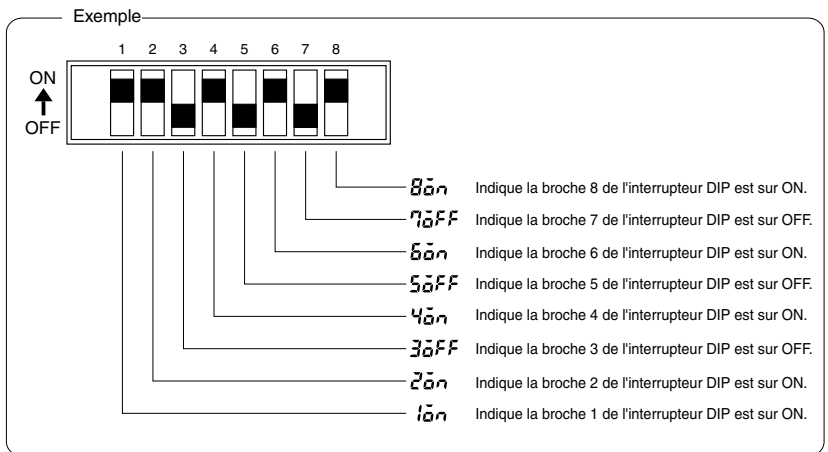 Exemple
1 2 3 4 5 6 7 8
ON
OFF
8on Indique la broche 8 de l'interrupteur DIP est sur ON.
7oFF Indique la broche 7 de l'interrupteur DIP est sur OFF.
6on Indique la broche 6 de l'interrupteur DIP est sur ON.
5oFF Indique la broche 5 de l'interrupteur DIP est sur OFF.
4on Indique la broche 4 de l'interrupteur DIP est sur ON.
3oFF Indique la broche 3 de l'interrupteur DIP est sur OFF.
2on Indique la broche 2 de l'interrupteur DIP est sur ON.
1on Indique la broche 1 de l'interrupteur DIP est sur ON.